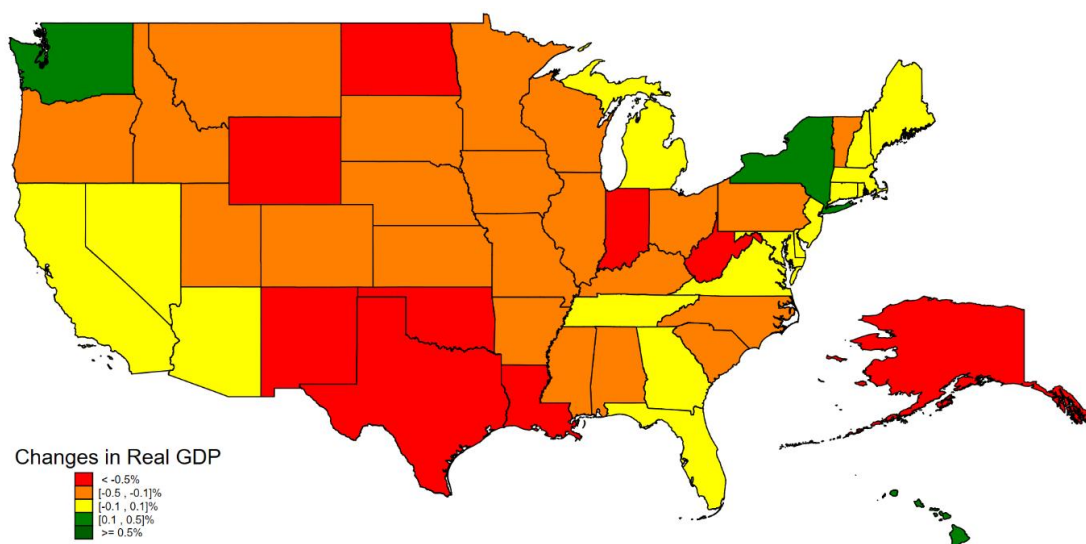 Changes in Real GDP
< -0.5%
[-0.5 , -0.1]%
[-0.1 , 0.1]%
[0.1 , 0.5]%
>= 0.5%